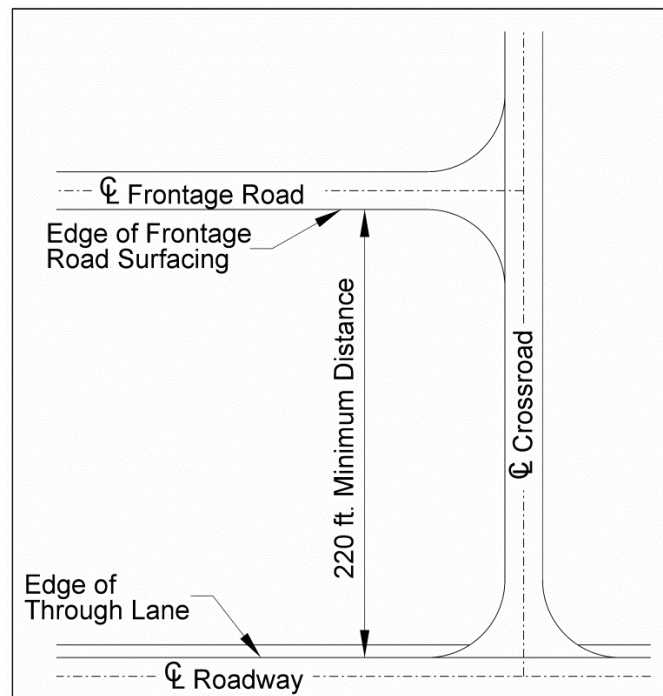 ℄ Frontage Road
Edge of Frontage
Road Surfacing
220 ft. Minimum Distance
℄ Crossroad
Edge of
Through Lane
℄ Roadway